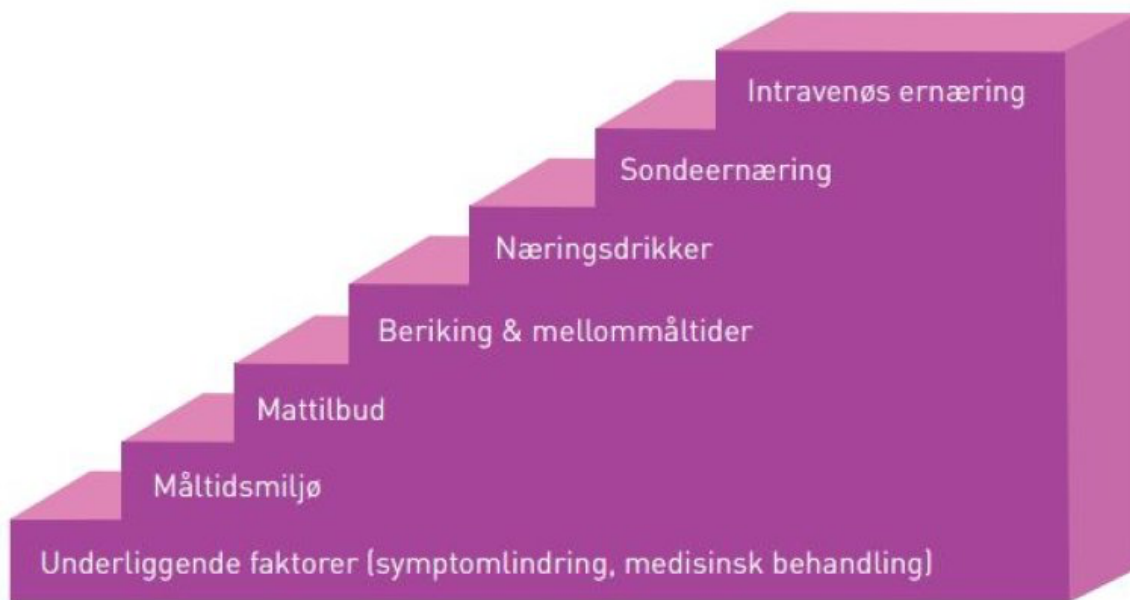 Intravenøs ernæring
Sondeernæring
Næringsdrikker
Beriking & mellommåltider
Mattilbud
Måltidsmiljø
Underliggende faktorer (symptomlindring, medisinsk behandling)